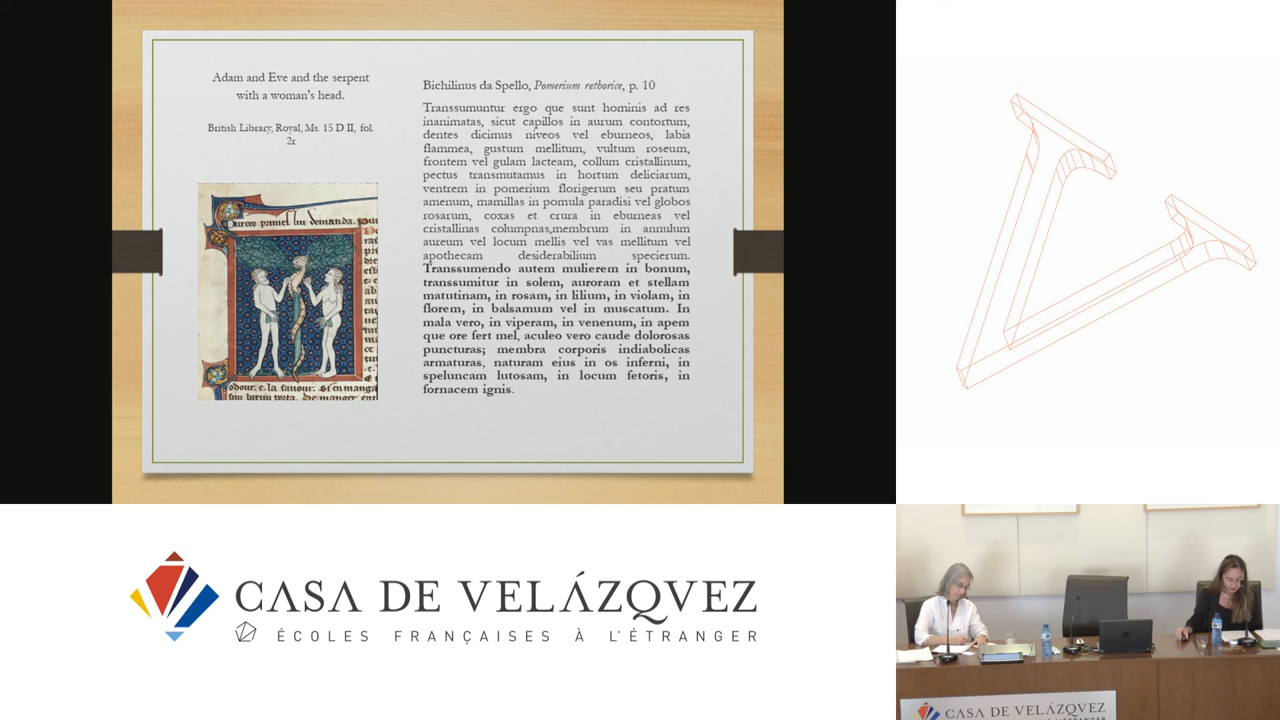 Adam and Eve and the serpent
with a woman's head.
British Library, Royal, Ms. 15 D II, fol.
2r
Bichilinus da Spello, Pomerium rethorice, p. 10
Transsumuntur ergo que sunt hominis ad res
inanimatas, sicut capillos in aurum contortum,
dentes dicimus niveos vel eburneos, labia
flammea, gustum mellitum, vultum roseum,
frontem vel gulam lacteam, collum cristallinum,
pectus transmutamus in hortum deliciarum,
ventrem in pomerium florigerum seu pratum
amenum, mamillas in pomula paradisi vel globos
rosarum, coxas et crura in eburneas vel
cristallinas columpnas,membrum in annulum
aureum vel locum mellis vel vas mellitum vel
apothecam desiderabilium specierum.
Transsumendo autem mulierem in bonum,
transsumitur in solem, auroram et stellam
matutinam, in rosam, in lilium, in violam, in
florem, in balsamum vel in muscatum. In
mala vero, in viperam, in venenum, in apem
que ore fert mel, aculeo vero caude dolorosas
puncturas; membra corporis indiabolicas
armaturas, naturam eius in os inferni, in
speluncam lutosam, in locum fetoris, in
fornacem ignis.
CASA DE VELÁZQVEZ
ÉCOLES FRANÇAISES À L'ÉTRANGER
CASA DE VELÁZQVEZ